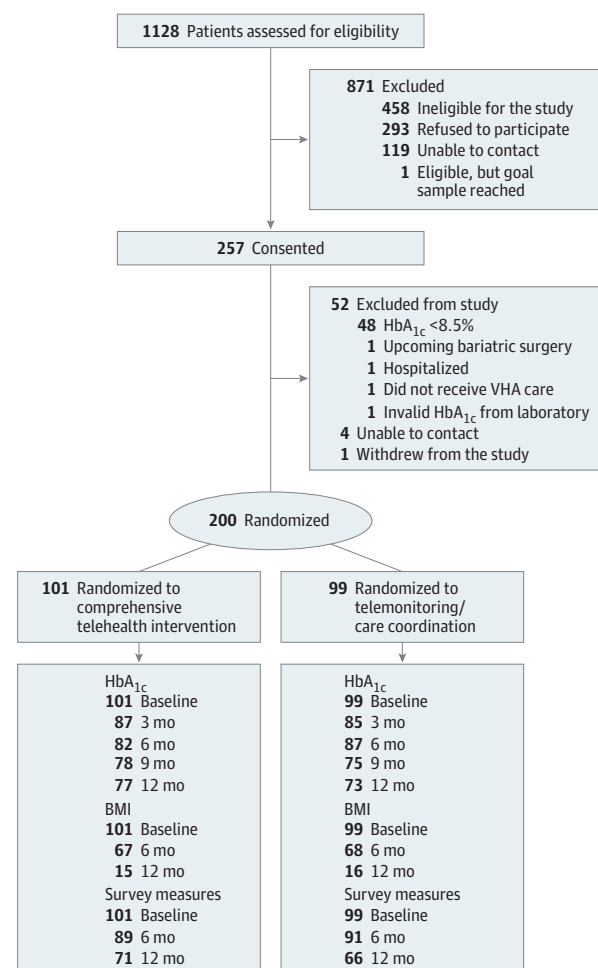 1128 Patients assessed for eligibility
871 Excluded
458 Ineligible for the study
293 Refused to participate
119 Unable to contact
1 Eligible, but goal
sample reached
257 Consented
52 Excluded from study
48 HbA1c <8.5%
1 Upcoming bariatric surgery
1 Hospitalized
1 Did not receive VHA care
1 Invalid HbA1c from laboratory
4 Unable to contact
1 Withdrew from the study
200 Randomized
101 Randomized to
comprehensive
telehealth intervention
99 Randomized to
telemonitoring/
care coordination
HbA1c
101 Baseline
87 3 mo
82 6 mo
78 9 mo
77 12 mo
BMI
101 Baseline
67 6 mo
15 12 mo
Survey measures
101 Baseline
89 6 mo
71 12 mo
HbA1c
99 Baseline
85 3 mo
87 6 mo
75 9 mo
73 12 mo
BMI
99 Baseline
68 6 mo
16 12 mo
Survey measures
99 Baseline
91 6 mo
66 12 mo